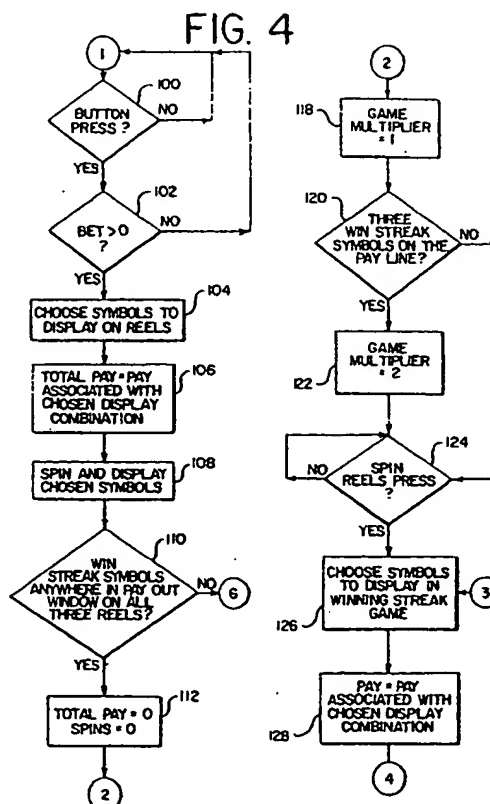 FIG. 4
1
100
BUTTON
PRESS ?
NO
YES
102
BET > 0
?
NO
YES
104
CHOOSE SYMBOLS TO
DISPLAY ON REELS
106
TOTAL PAY = PAY
ASSOCIATED WITH
CHOSEN DISPLAY
COMBINATION
108
SPIN AND DISPLAY
CHOSEN SYMBOLS
110
WIN
STREAK SYMBOLS
ANYWHERE IN PAY OUT
WINDOW ON ALL
THREE REELS?
NO
6
YES
112
TOTAL PAY = 0
SPINS = 0
2
2
118
GAME
MULTIPLIER
= 1
120
THREE
WIN STREAK
SYMBOLS ON THE
PAY LINE?
NO
YES
GAME
MULTIPLIER
= 2
122
124
SPIN
REELS PRESS
?
NO
YES
CHOOSE SYMBOLS
TO DISPLAY IN
WINNING STREAK
GAME
3
126
PAY = PAY
ASSOCIATED WITH
CHOSEN DISPLAY
COMBINATION
128
4